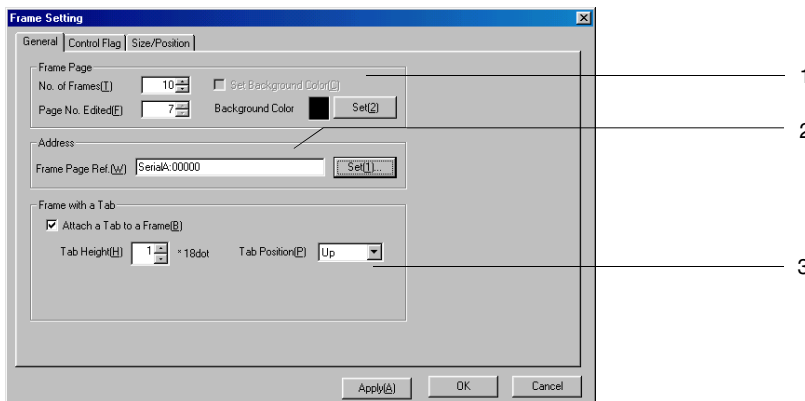 Frame Setting
General Control Flag Size/Position
Frame Page
No. of Frames(T) 10 Set Background Color(C)
Page No. Edited(F) 7 Background Color Set(2)
Address
Frame Page Ref.(W) SerialA:00000 Set(1)...
Frame with a Tab
Attach a Tab to a Frame(B)
Tab Height(H) 1 * 18dot Tab Position(P) Up
Apply(A) OK Cancel
1
2
3